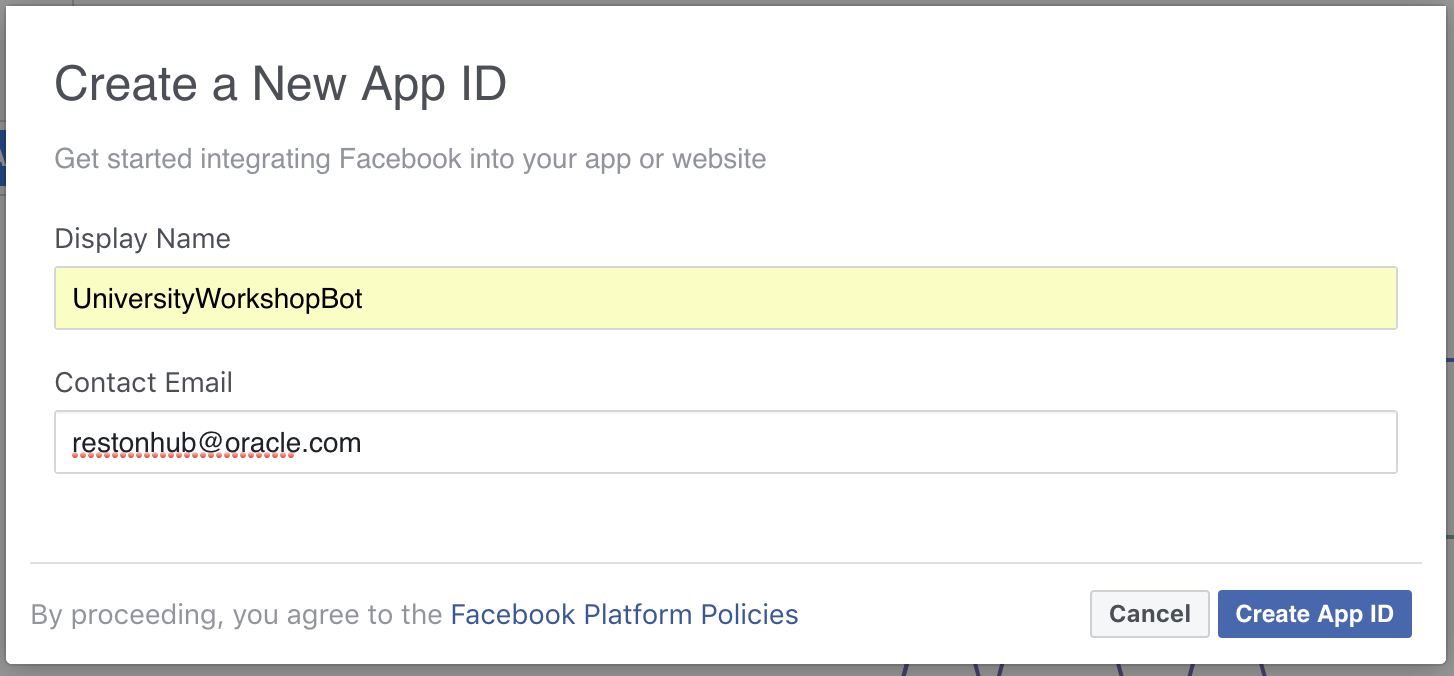 Create a New App ID
Get started integrating Facebook into your app or website
Display Name
UniversityWorkshopBot
Contact Email
restonhub@oracle.com
By proceeding, you agree to the Facebook Platform Policies
Cancel
Create App ID